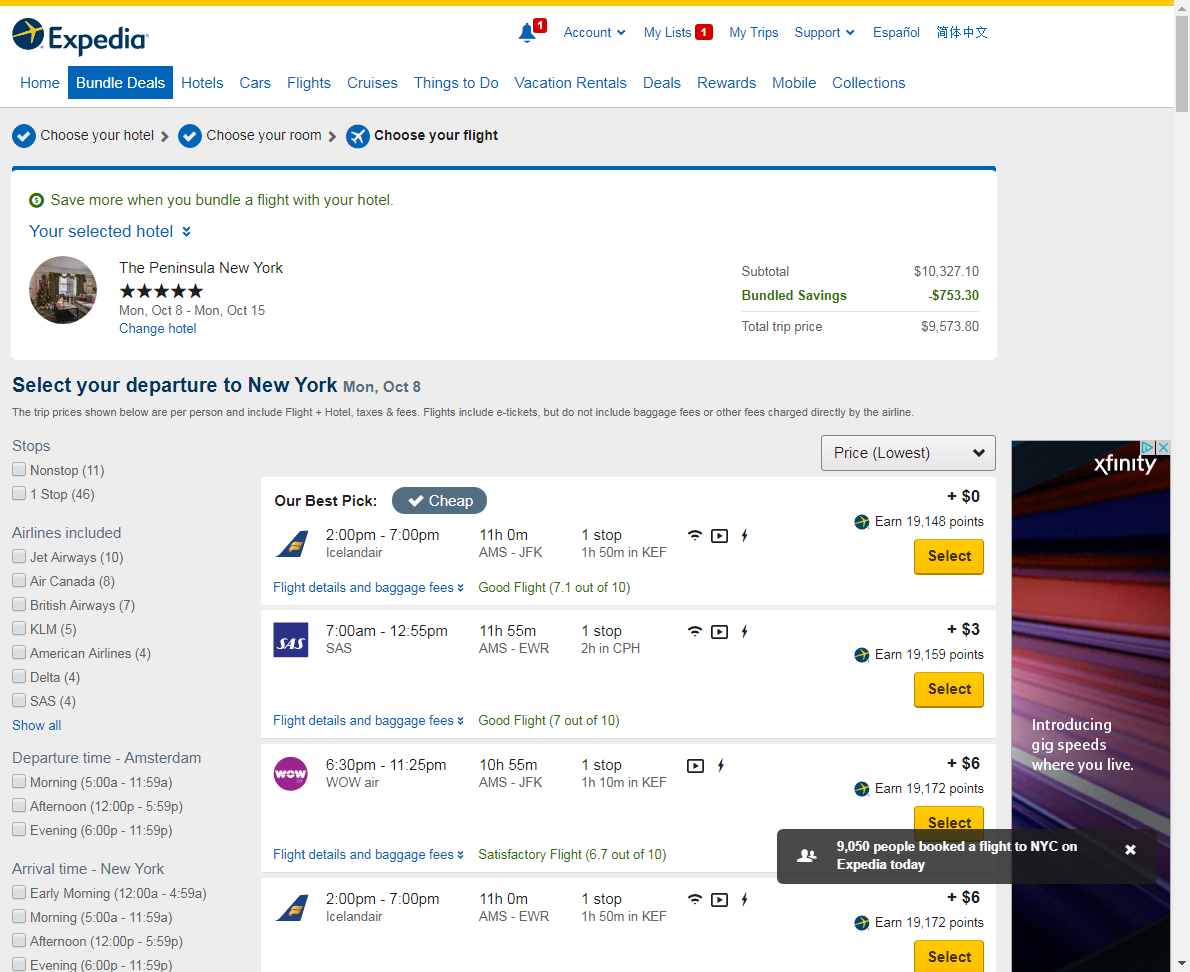 Expedia
1
Account
My Lists 1
My Trips
Support
Español
简体中文
Home
Bundle Deals
Hotels
Cars
Flights
Cruises
Things to Do
Vacation Rentals
Deals
Rewards
Mobile
Collections
Choose your hotel
Choose your room
Choose your flight
Save more when you bundle a flight with your hotel.
Your selected hotel
The Peninsula New York
Mon, Oct 8 - Mon, Oct 15
Change hotel
Subtotal $10,327.10
Bundled Savings -$753.30
Total trip price $9,573.80
Select your departure to New York Mon, Oct 8
The trip prices shown below are per person and include Flight + Hotel, taxes & fees. Flights include e-tickets, but do not include baggage fees or other fees charged directly by the airline.
Stops
Nonstop (11)
1 Stop (46)
Airlines included
Jet Airways (10)
Air Canada (8)
British Airways (7)
KLM (5)
American Airlines (4)
Delta (4)
SAS (4)
Show all
Departure time - Amsterdam
Morning (5:00a - 11:59a)
Afternoon (12:00p - 5:59p)
Evening (6:00p - 11:59p)
Arrival time - New York
Early Morning (12:00a - 4:59a)
Morning (5:00a - 11:59a)
Afternoon (12:00p - 5:59p)
Evening (6:00p - 11:59p)
Price (Lowest)
Our Best Pick: Cheap
2:00pm - 7:00pm 11h 0m 1 stop
Icelandair AMS - JFK 1h 50m in KEF
Flight details and baggage fees Good Flight (7.1 out of 10)
+ $0
Earn 19,148 points
Select
SAS
7:00am - 12:55pm 11h 55m 1 stop
SAS AMS - EWR 2h in CPH
Flight details and baggage fees Good Flight (7 out of 10)
+ $3
Earn 19,159 points
Select
WOW
6:30pm - 11:25pm 10h 55m 1 stop
WOW air AMS - JFK 1h 10m in KEF
Flight details and baggage fees Satisfactory Flight (6.7 out of 10)
+ $6
Earn 19,172 points
Select
2:00pm - 7:00pm 11h 0m 1 stop
Icelandair AMS - EWR 1h 50m in KEF
+ $6
Earn 19,172 points
Select
9,050 people booked a flight to NYC on
Expedia today
xfinity
Introducing
gig speeds
where you live.